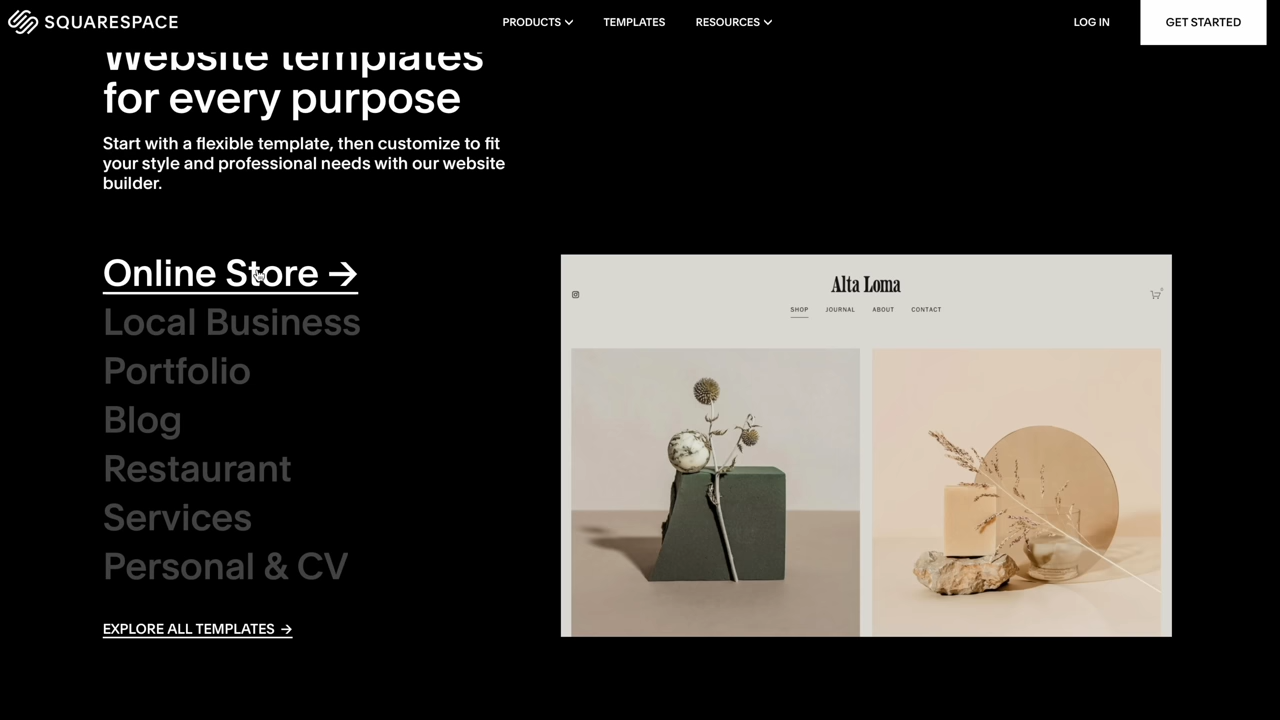 SQUARESPACE
PRODUCTS
TEMPLATES
RESOURCES
LOG IN
GET STARTED
Website templates
for every purpose
Start with a flexible template, then customize to fit
your style and professional needs with our website
builder.
Online Store →
Local Business
Portfolio
Blog
Restaurant
Services
Personal & CV
EXPLORE ALL TEMPLATES →
Alta Loma
SHOP
JOURNAL
ABOUT
CONTACT